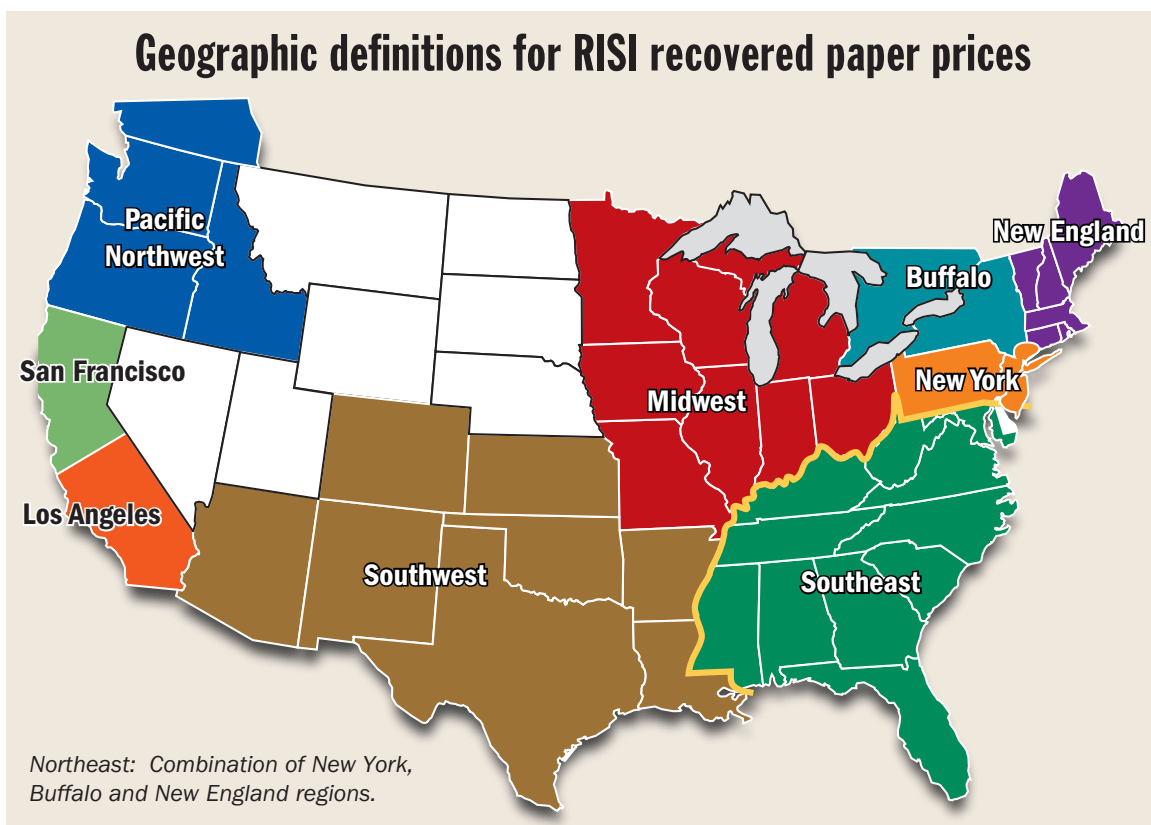 Geographic definitions for RISI recovered paper prices
Pacific
Northwest
New England
Buffalo
San Francisco
New York
Midwest
Los Angeles
Southwest
Southeast
Northeast: Combination of New York,
Buffalo and New England regions.